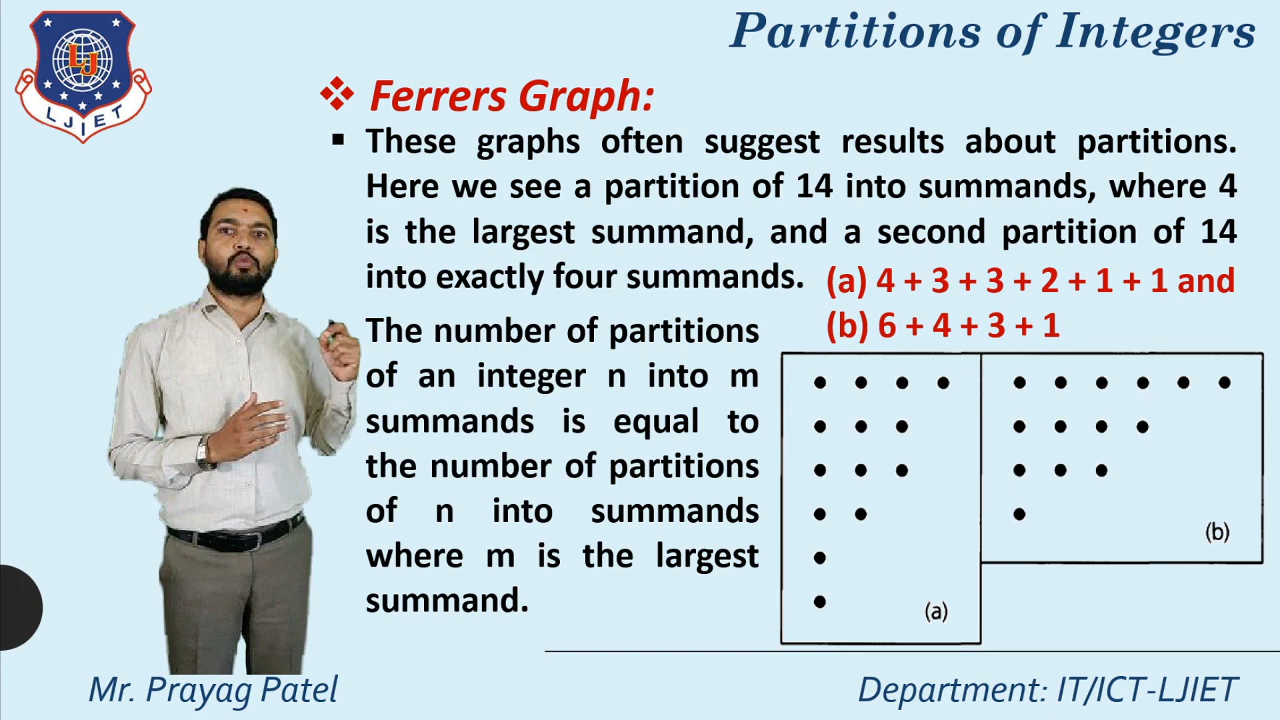 Partitions of Integers
LJ
LJIET
Ferrers Graph:
These graphs often suggest results about partitions.
Here we see a partition of 14 into summands, where 4
is the largest summand, and a second partition of 14
into exactly four summands.
(a) 4 + 3 + 3 + 2 + 1 + 1 and
(b) 6 + 4 + 3 + 1
The number of partitions
of an integer n into m
summands is equal to
the number of partitions
of n into summands
where m is the largest
summand.
(a)
(b)
Mr. Prayag Patel
Department: IT/ICT-LJIET